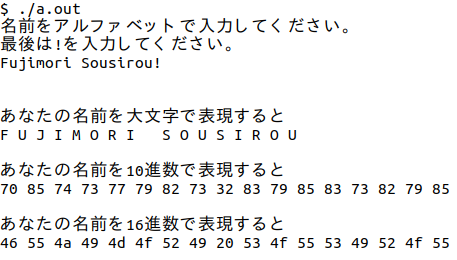 $ ./a.out
名前をアルファベットで入力してください。
最後は!を入力してください。
Fujimori Sousirou!
あなたの名前を大文字で表現すると
F U J I M O R I   S O U S I R O U
あなたの名前を10進数で表現すると
70 85 74 73 77 79 82 73 32 83 79 85 83 73 82 79 85
あなたの名前を16進数で表現すると
46 55 4a 49 4d 4f 52 49 20 53 4f 55 53 49 52 4f 55